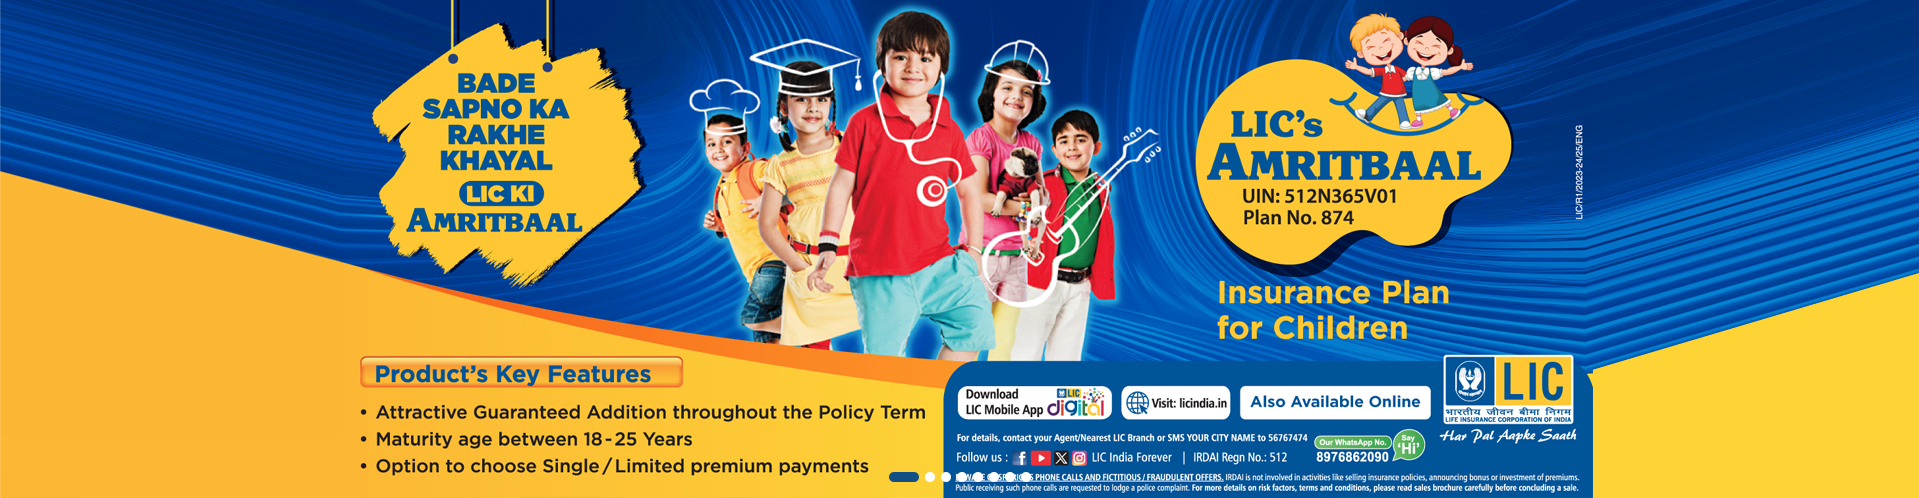 BADE
SAPNO KA
RAKHE
KHAYAL
LIC KI
AMRITBAAL
LIC's
AMRITBAAL
UIN: 512N365V01
Plan No. 874
LIC/R1/2023-24/25/ENG
Insurance Plan
for Children
Product's Key Features
• Attractive Guaranteed Addition throughout the Policy Term
• Maturity age between 18-25 Years
• Option to choose Single/Limited premium payments
Download
LIC Mobile App LIC digital
Visit: licindia.in
Also Available Online
LIC
भारतीय जीवन बीमा निगम
LIFE INSURANCE CORPORATION OF INDIA
Har Pal Aapke Saath
For details, contact your Agent/Nearest LIC Branch or SMS YOUR CITY NAME to 56767474
Our WhatsApp No.
8976862090
Say
'Hi'
Follow us : LIC India Forever | IRDAI Regn No.: 512
PHONE CALLS AND FICTITIOUS / FRAUDULENT OFFERS. IRDAI is not involved in activities like selling insurance policies, announcing bonus or investment of premiums.
Public receiving such phone calls are requested to lodge a police complaint. For more details on risk factors, terms and conditions, please read sales brochure carefully before concluding a sale.